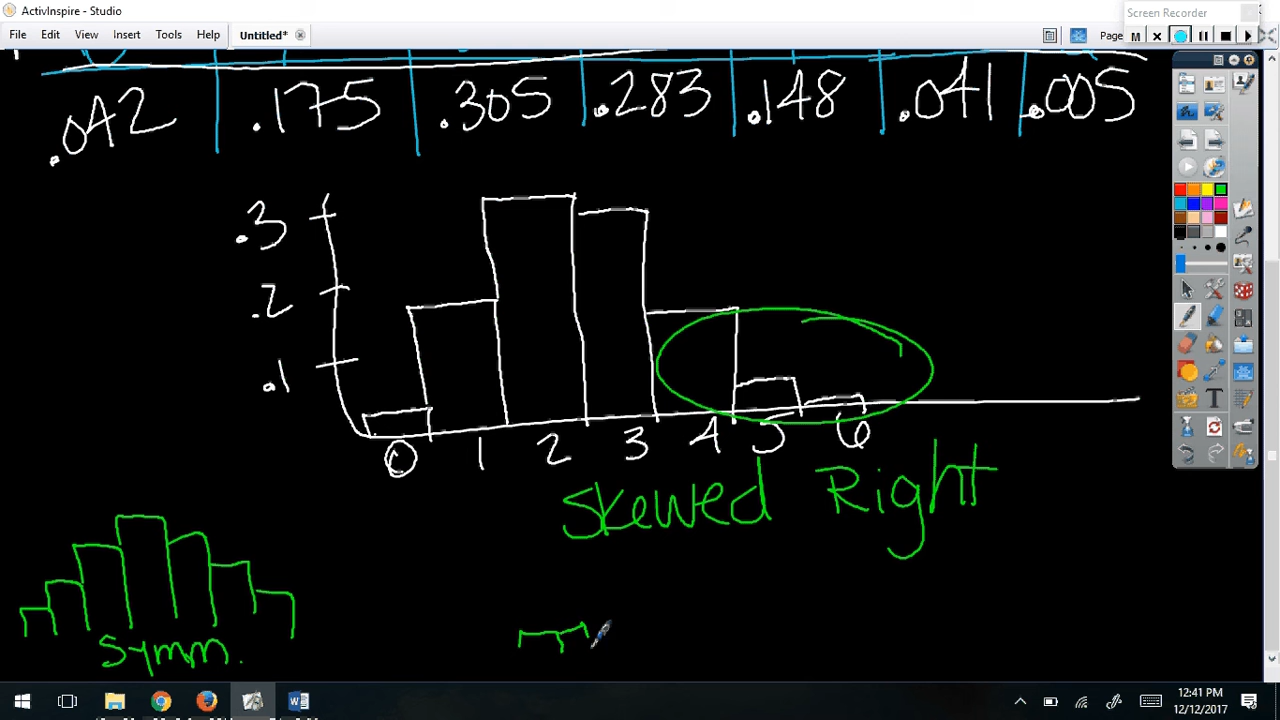 ActivInspire - Studio
Screen Recorder
File Edit View Insert Tools Help Untitled*
Page
M
.042 .175 .305 .283 .148 .041 .005
.3
.2
.1
0 1 2 3 4 5 6
Skewed Right
Symm.
T
12:41 PM
12/12/2017